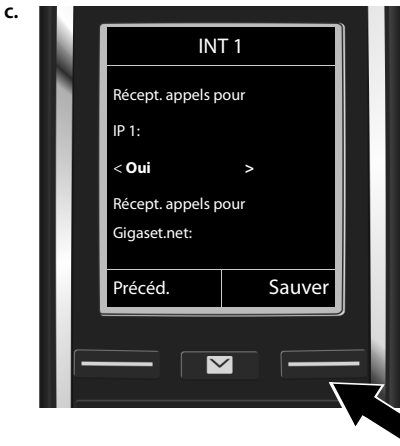 c.
INT 1
Récept. appels pour
IP 1:
< Oui >
Récept. appels pour
Gigaset.net:
Précéd. Sauver